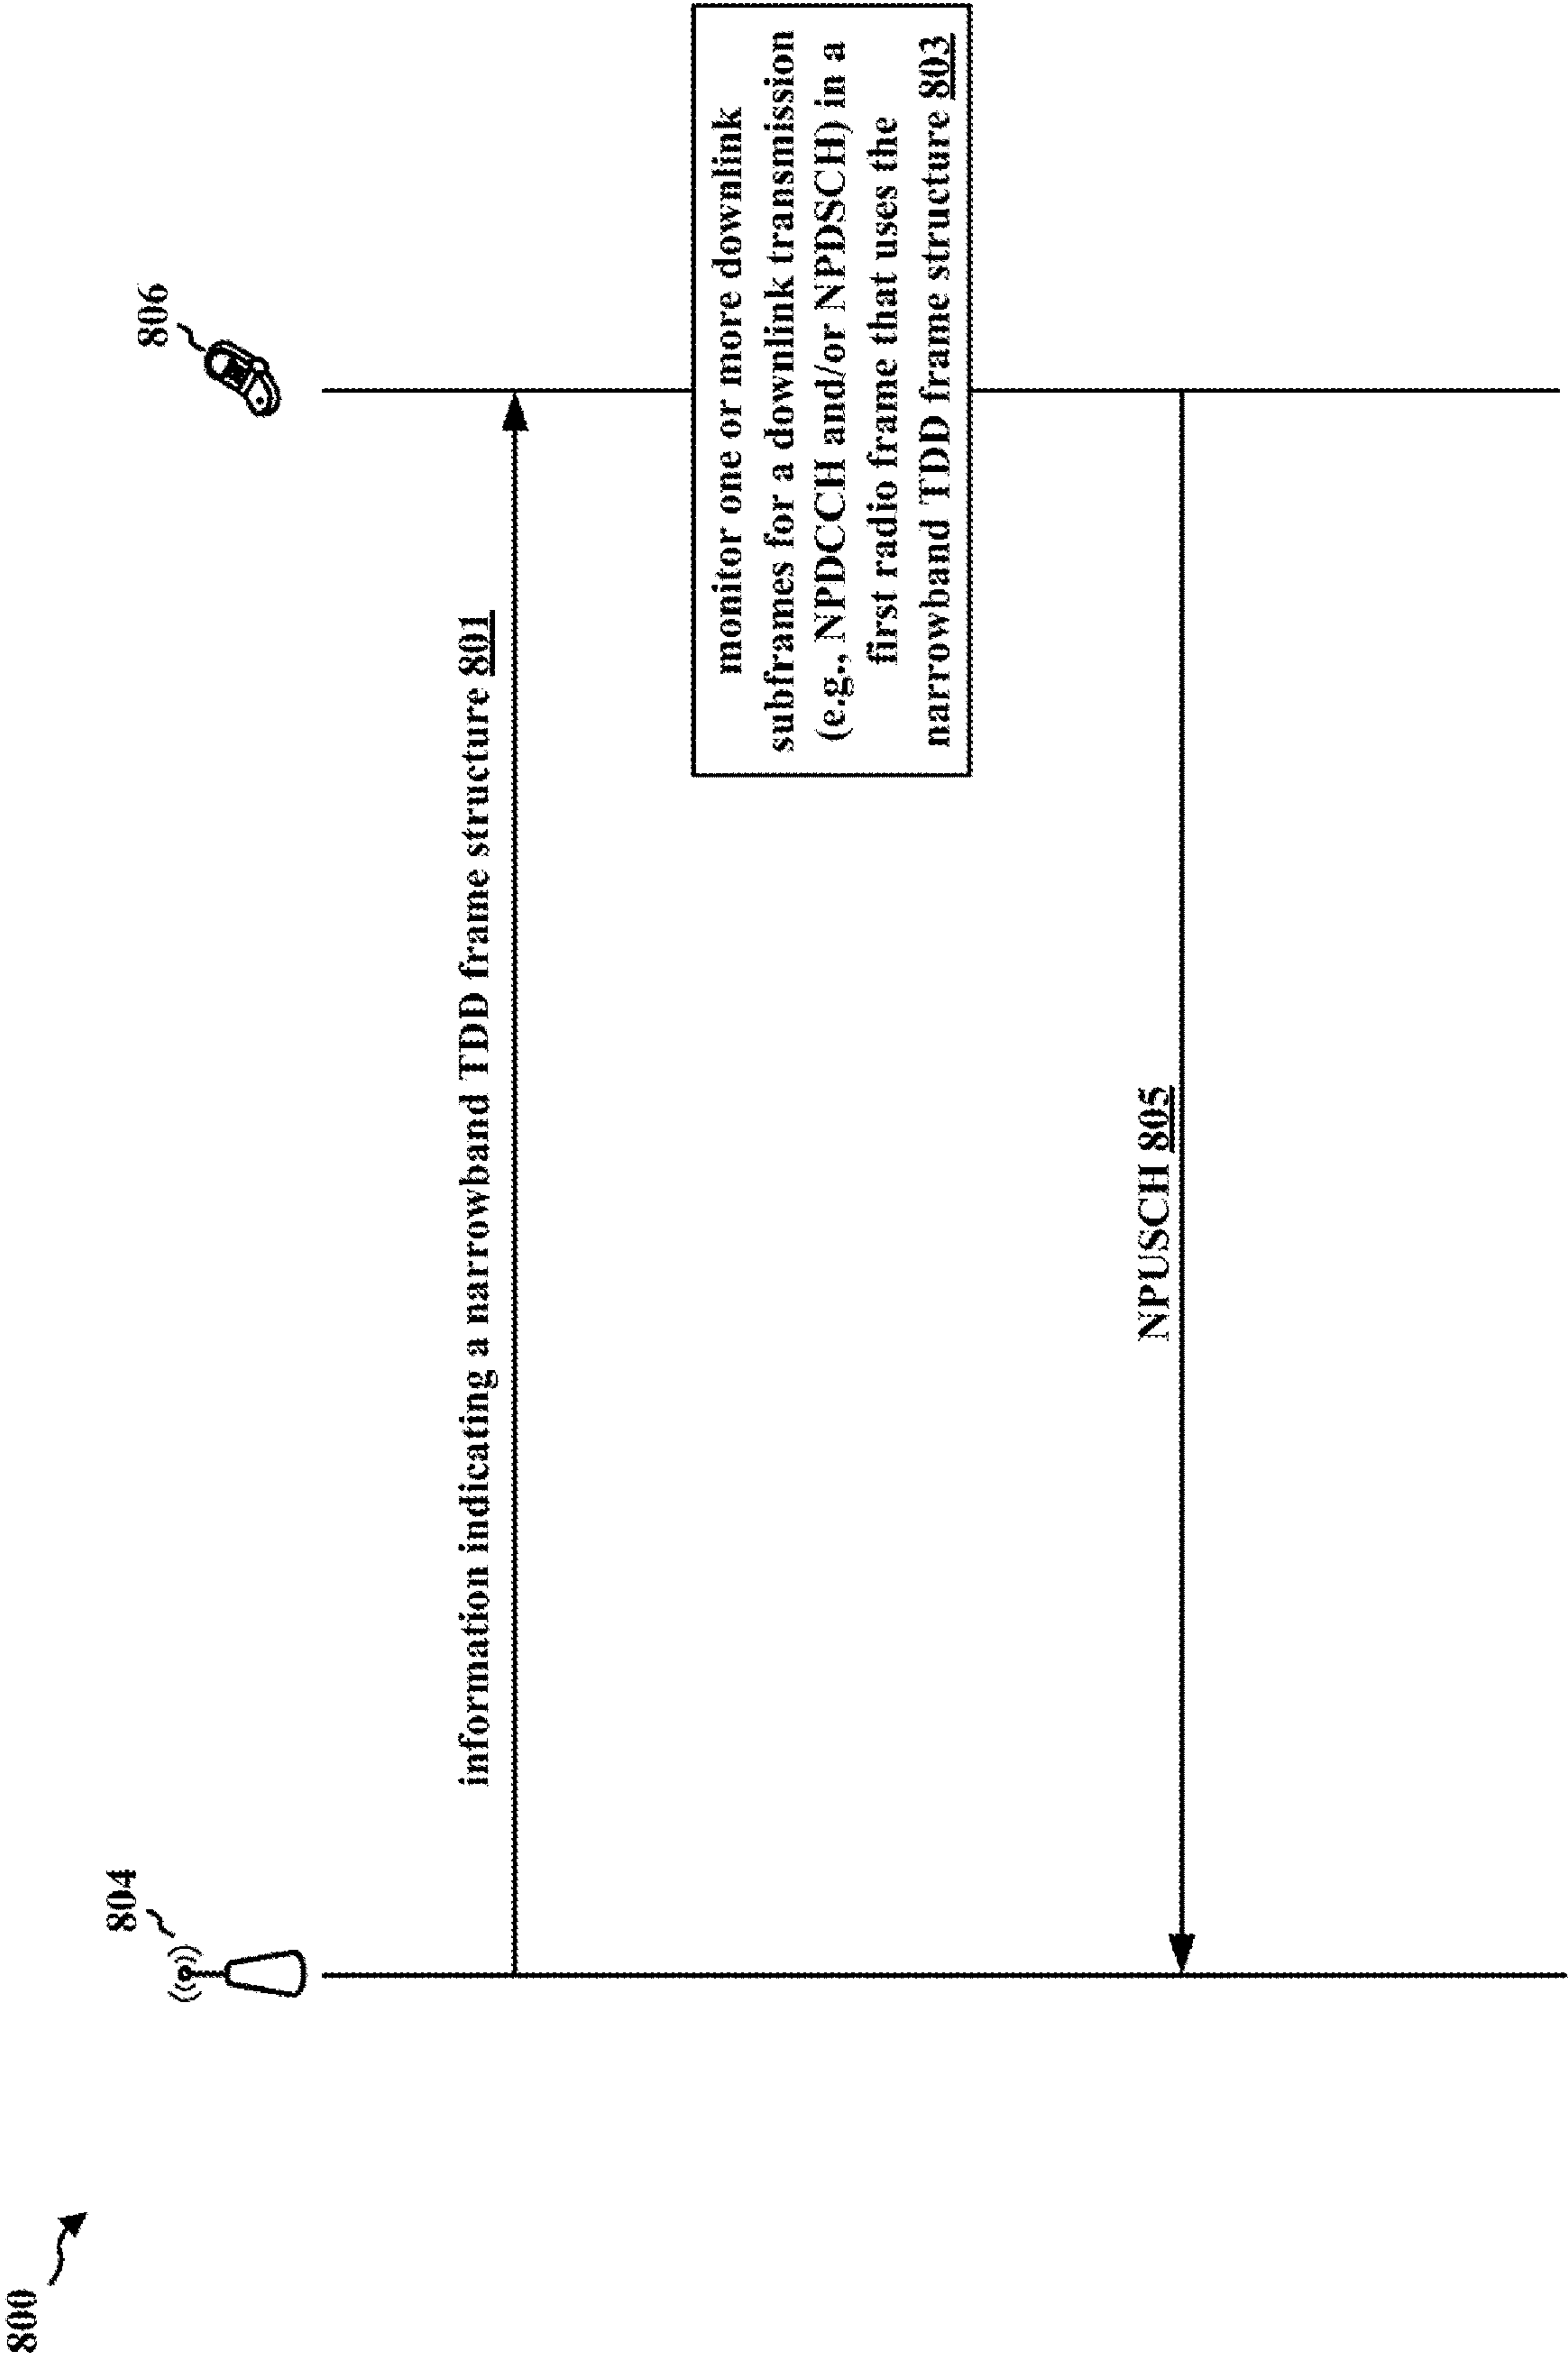 800
804
806
information indicating a narrowband TDD frame structure 801
monitor one or more downlink
subframes for a downlink transmission
(e.g., NPDCCH and/or NPDSCH) in a
first radio frame that uses the
narrowband TDD frame structure 803
NPUSCH 805